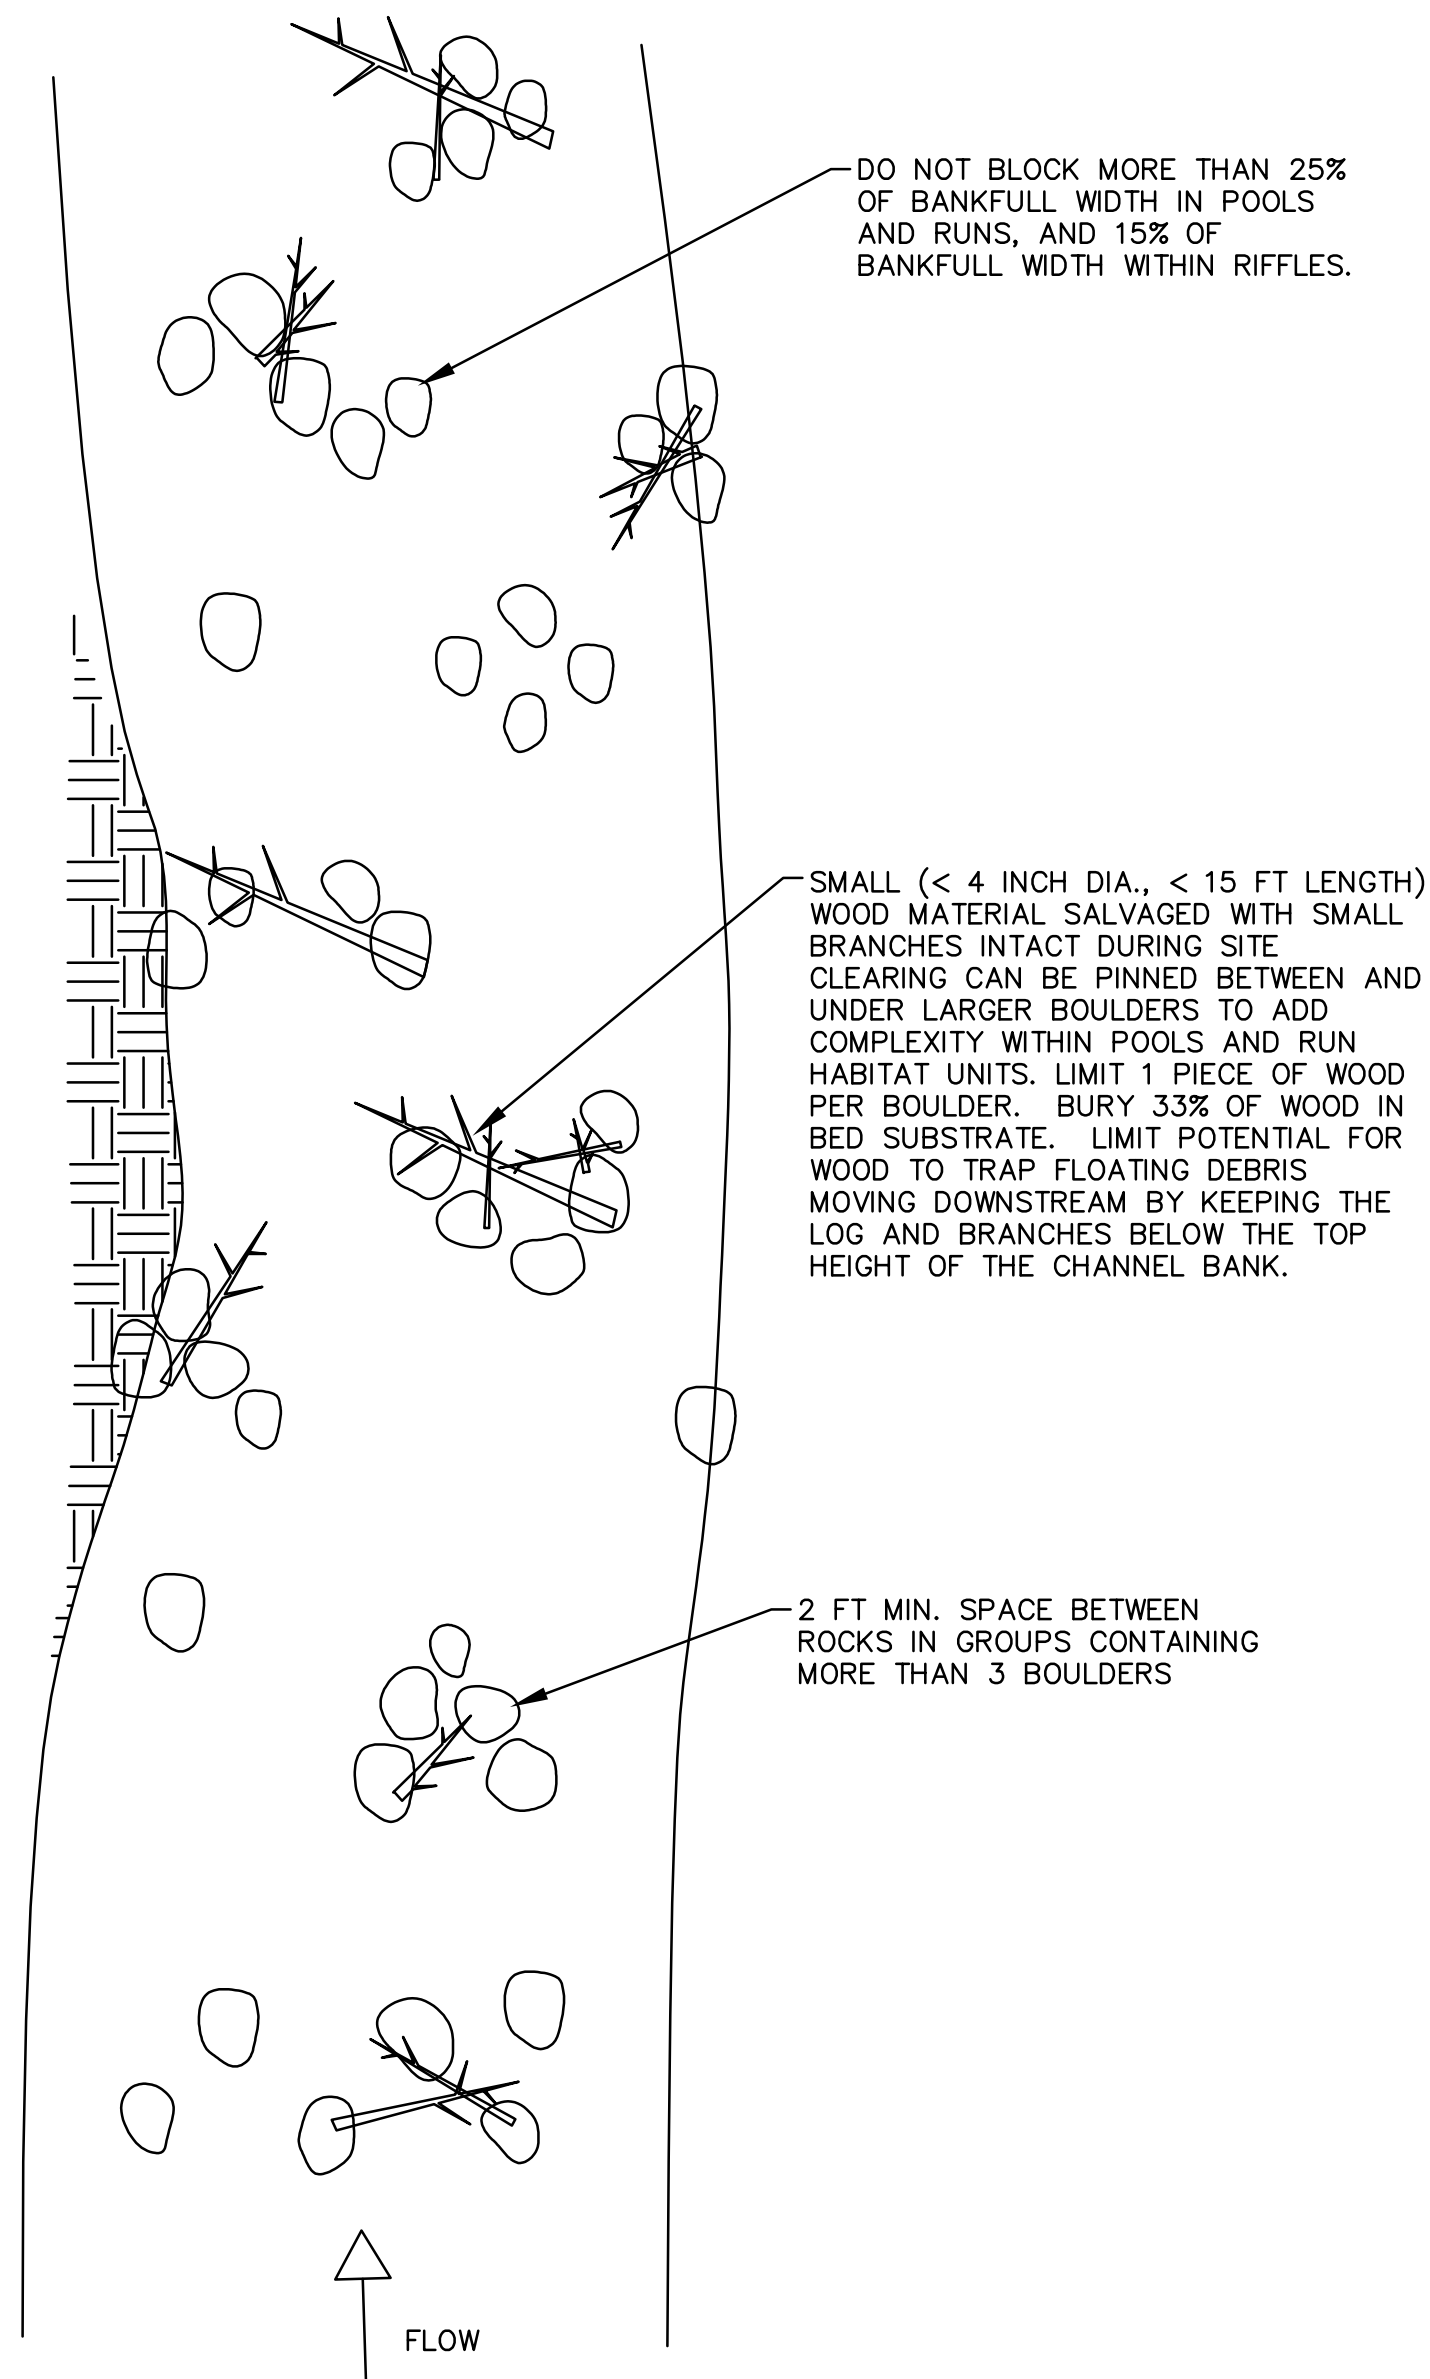 DO NOT BLOCK MORE THAN 25%
OF BANKFULL WIDTH IN POOLS
AND RUNS, AND 15% OF
BANKFULL WIDTH WITHIN RIFFLES.
SMALL (< 4 INCH DIA., < 15 FT LENGTH)
WOOD MATERIAL SALVAGED WITH SMALL
BRANCHES INTACT DURING SITE
CLEARING CAN BE PINNED BETWEEN AND
UNDER LARGER BOULDERS TO ADD
COMPLEXITY WITHIN POOLS AND RUN
HABITAT UNITS. LIMIT 1 PIECE OF WOOD
PER BOULDER.  BURY 33% OF WOOD IN
BED SUBSTRATE.  LIMIT POTENTIAL FOR
WOOD TO TRAP FLOATING DEBRIS
MOVING DOWNSTREAM BY KEEPING THE
LOG AND BRANCHES BELOW THE TOP
HEIGHT OF THE CHANNEL BANK.
2 FT MIN. SPACE BETWEEN
ROCKS IN GROUPS CONTAINING
MORE THAN 3 BOULDERS
FLOW